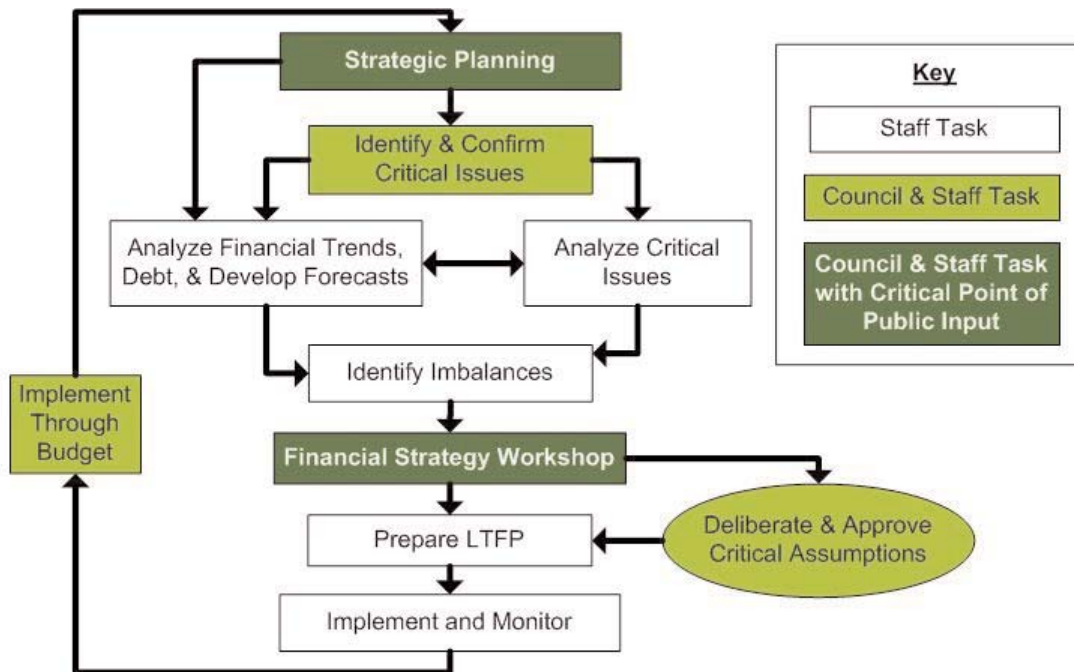 Strategic Planning
Identify & Confirm
Critical Issues
Analyze Financial Trends,
Debt, & Develop Forecasts
Analyze Critical
Issues
Identify Imbalances
Implement
Through
Budget
Financial Strategy Workshop
Deliberate & Approve
Critical Assumptions
Prepare LTFP
Implement and Monitor
Key
Staff Task
Council & Staff Task
Council & Staff Task
with Critical Point of
Public Input